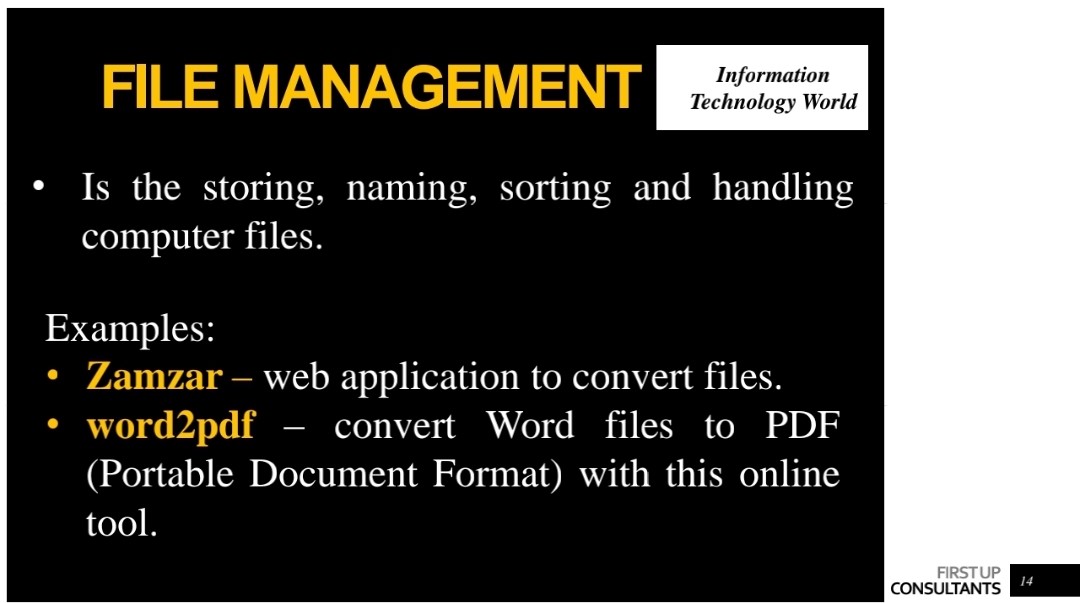 FILE MANAGEMENT
Information
Technology World
• Is the storing, naming, sorting and handling
computer files.
Examples:
• Zamzar – web application to convert files.
• word2pdf – convert Word files to PDF
(Portable Document Format) with this online
tool.
FIRST UP
CONSULTANTS
14